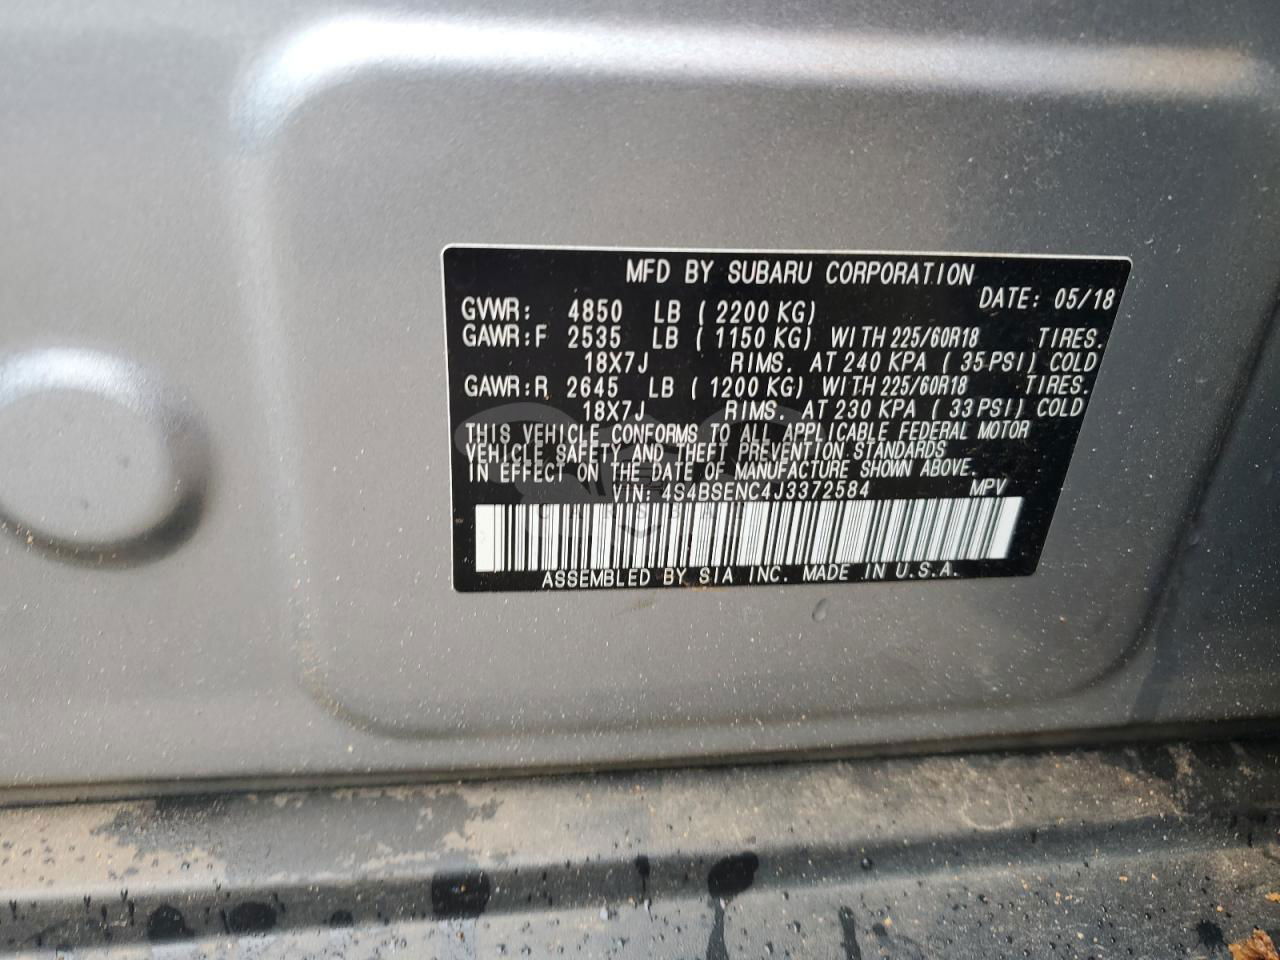 MFD BY SUBARU CORPORATION
DATE: 05/18
GVWR: 4850 LB ( 2200 KG)
GAWR:F 2535 LB ( 1150 KG) WITH 225/60R18 TIRES.
18X7J RIMS. AT 240 KPA ( 35 PSI) COLD
GAWR:R 2645 LB ( 1200 KG) WITH 225/60R18 TIRES.
18X7J RIMS. AT 230 KPA ( 33 PSI) COLD
THIS VEHICLE CONFORMS TO ALL APPLICABLE FEDERAL MOTOR
VEHICLE SAFETY AND THEFT PREVENTION STANDARDS
IN EFFECT ON THE DATE OF MANUFACTURE SHOWN ABOVE.
VIN: 4S4BSENC4J3372584 MPV
ASSEMBLED BY SIA INC. MADE IN U.S.A.